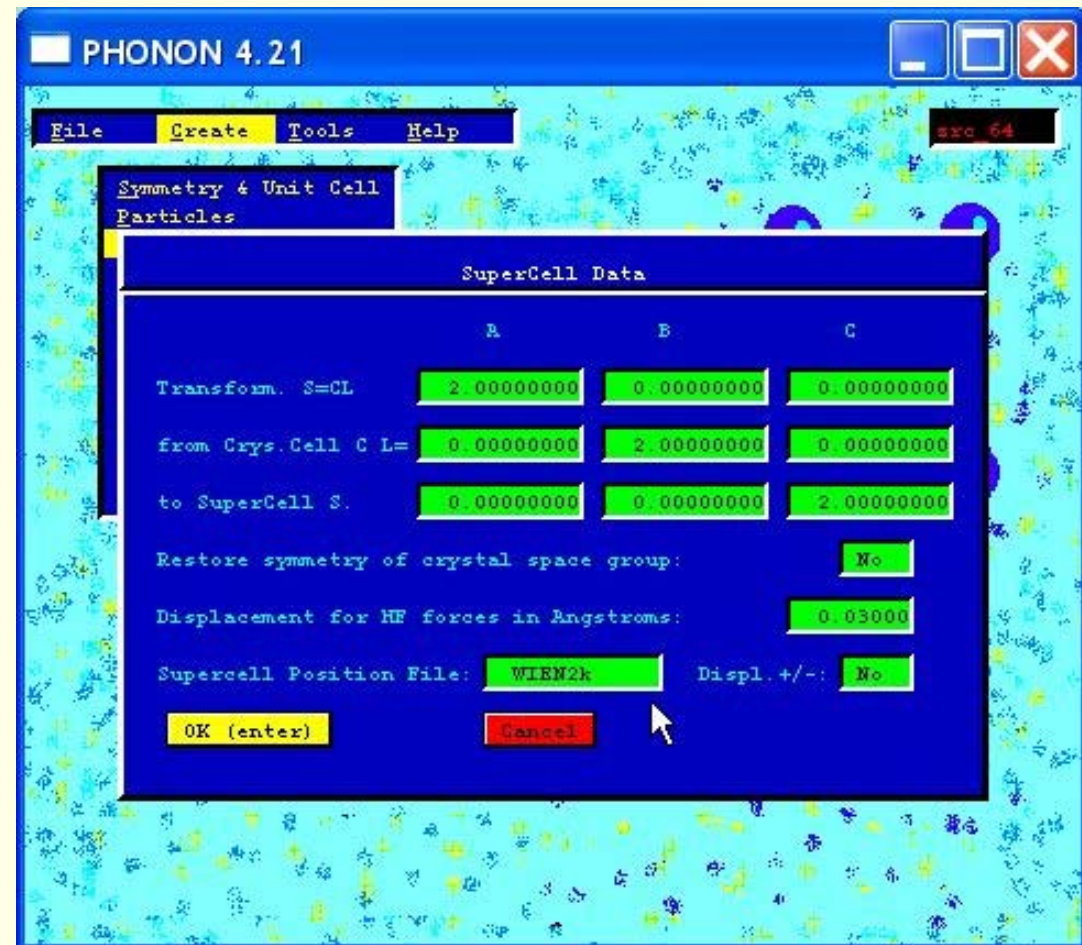 PHONON 4.21
File Create Tools Help src_64
Symmetry & Unit Cell
Particles
SuperCell Data
A B C
Transform. S=CL 2.00000000 0.00000000 0.00000000
from Crys.Cell C L= 0.00000000 2.00000000 0.00000000
to SuperCell S. 0.00000000 0.00000000 2.00000000
Restore symmetry of crystal space group: No
Displacement for HF forces in Angstroms: 0.03000
Supercell Position File: WIEN2k Displ.+/-: No
OK (enter) Cancel